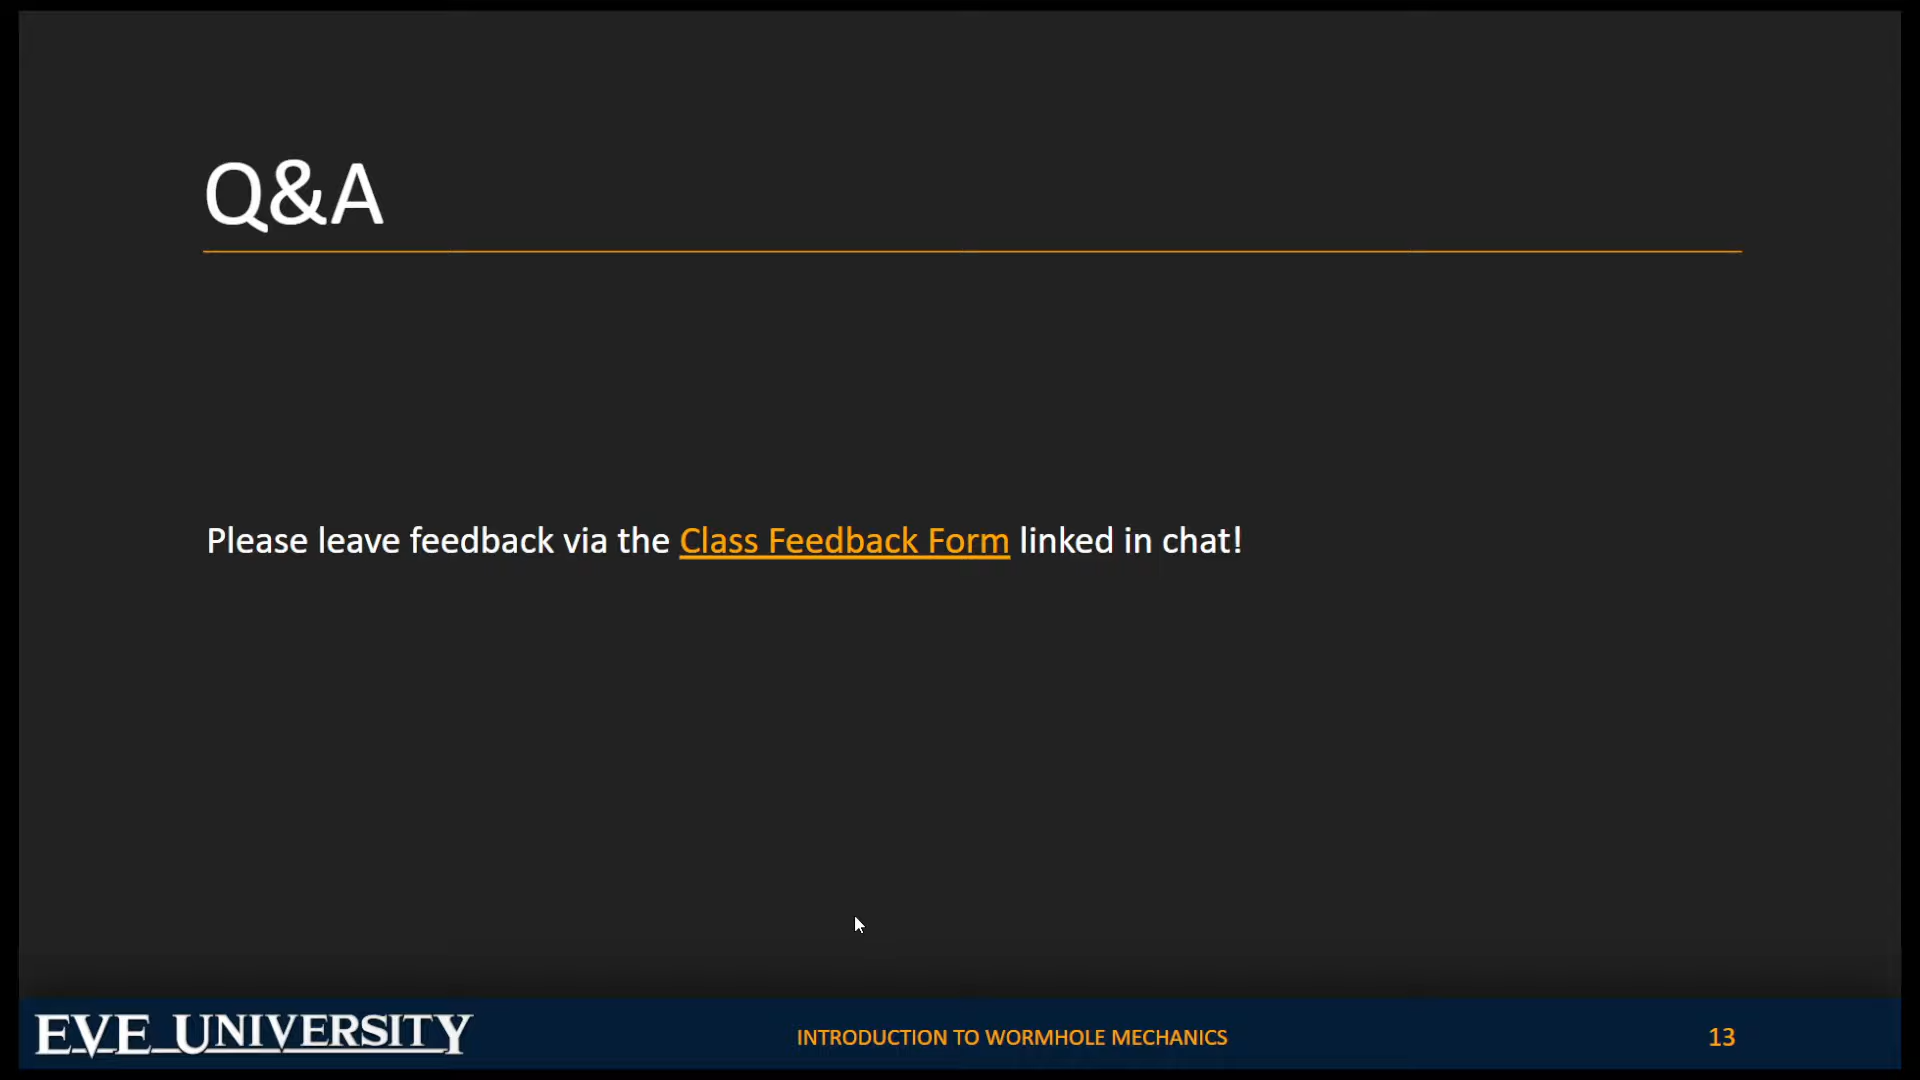 Q&A
Please leave feedback via the Class Feedback Form linked in chat!
EVE UNIVERSITY
INTRODUCTION TO WORMHOLE MECHANICS
13